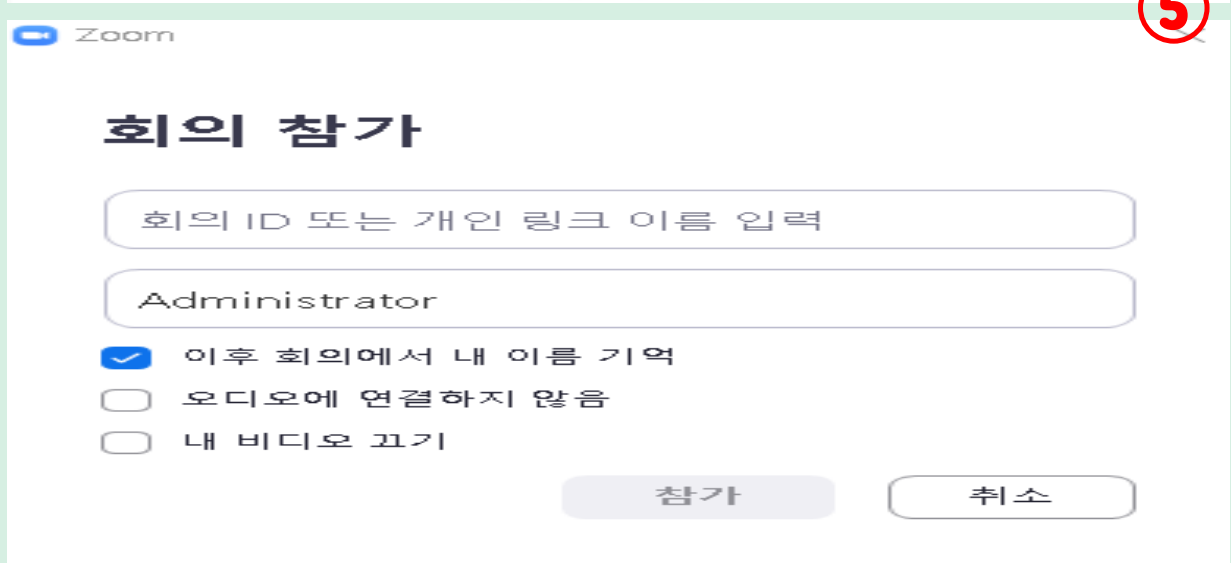 ⑤
Zoom
회의 참가
회의 ID 또는 개인 링크 이름 입력
Administrator
이후 회의에서 내 이름 기억
오디오에 연결하지 않음
내 비디오 끄기
참가 취소